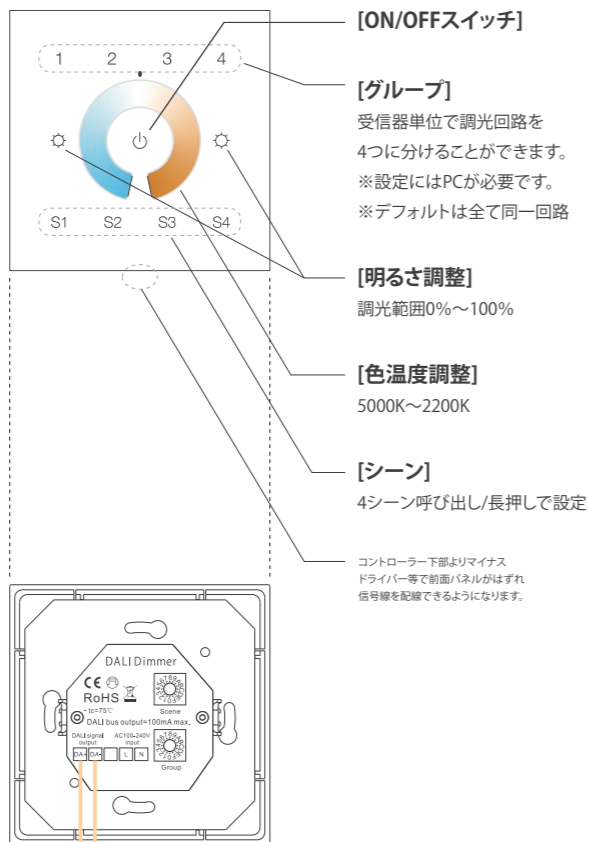 [ON/OFFスイッチ]
1 2 3 4
[グループ]
受信器単位で調光回路を
4つに分けることができます。
※設定にはPCが必要です。
※デフォルトは全て同一回路
S1 S2 S3 S4
[明るさ調整]
調光範囲0%〜100%
[色温度調整]
5000K〜2200K
[シーン]
4シーン呼び出し/長押しで設定
コントローラー下部よりマイナス
ドライバー等で前面パネルがはずれ
信号線を配線できるようになります。
DALI Dimmer
CE
RoHS
• tc=75℃
Scene
DALI bus output=100mA max.
DALI signal
output
AC100-240V
input
DA+ DA- L N
Group